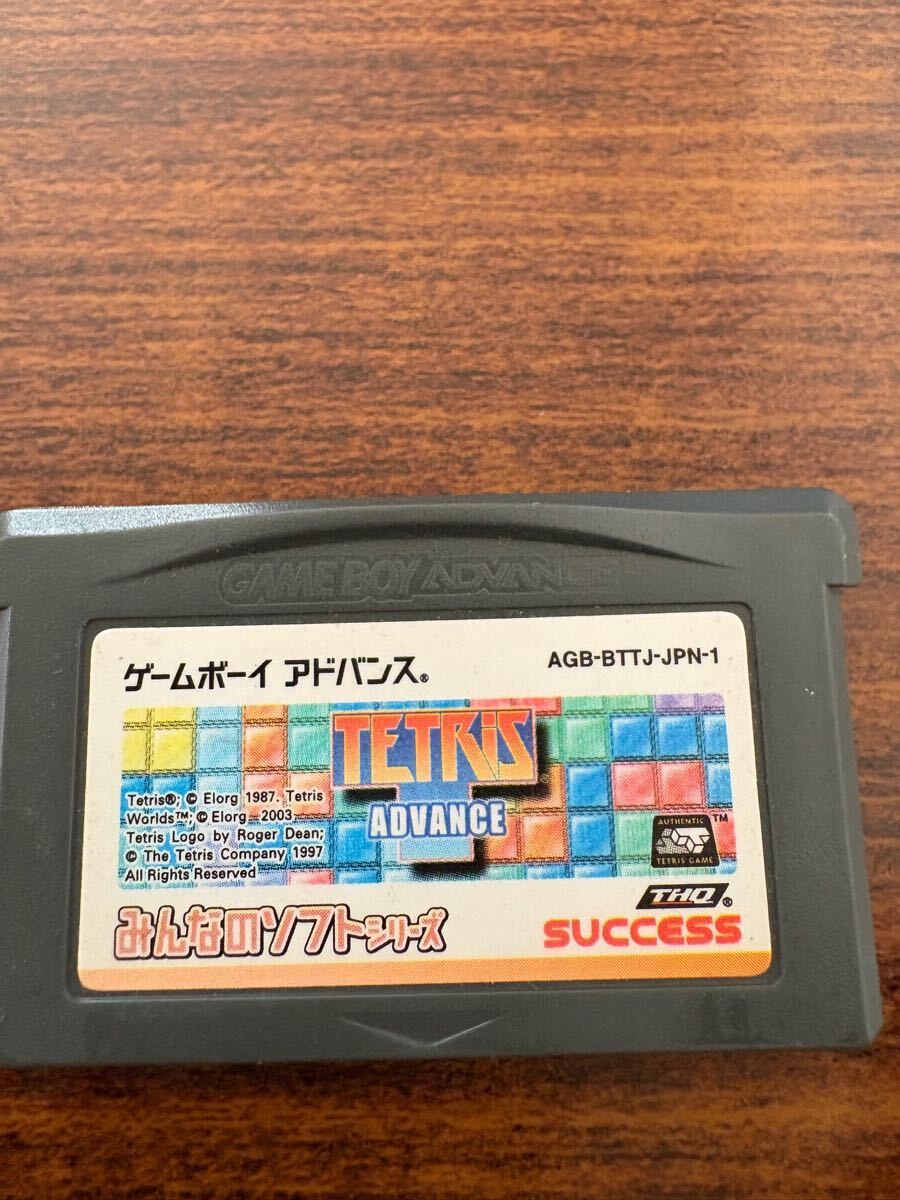 GAME BOY ADVANCE
ゲームボーイ アドバンス®
AGB-BTTJ-JPN-1
TETRiS
ADVANCE
Tetris®; © Elorg 1987. Tetris
Worlds™; © Elorg 2003,
Tetris Logo by Roger Dean;
© The Tetris Company 1997
All Rights Reserved
AUTHENTIC
TETRIS GAME
™
THQ®
みんなのソフトシリーズ
SUCCESS